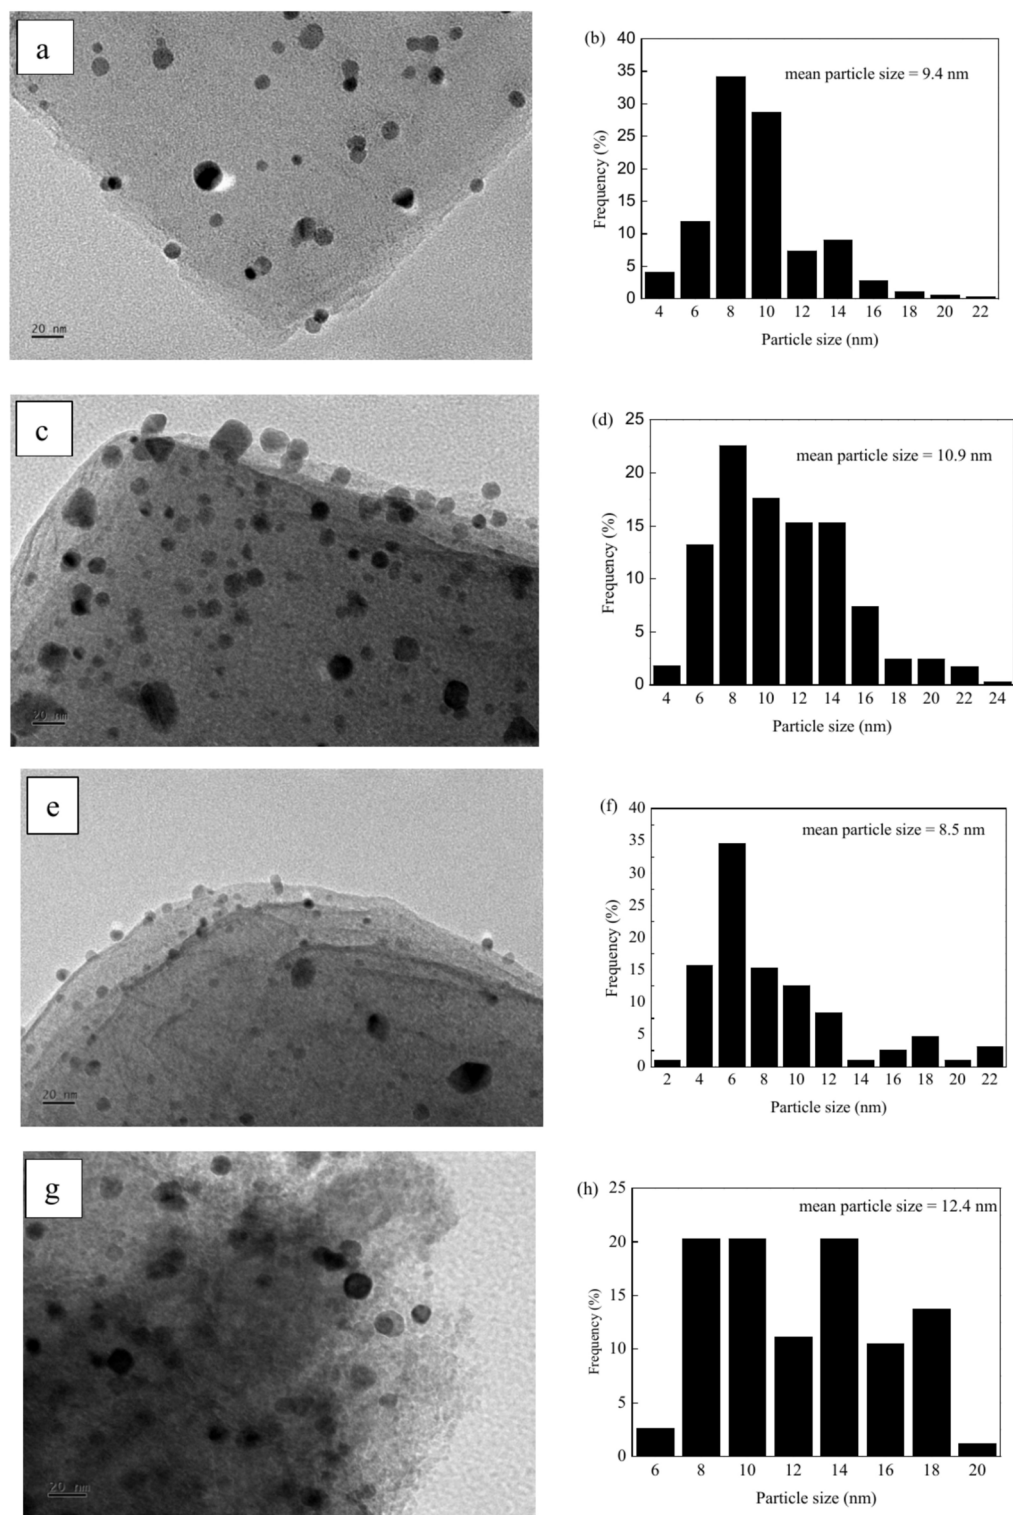 a
20 nm
(b)
mean particle size = 9.4 nm
40
35
30
25
20
15
10
5
0
Frequency (%)
4 6 8 10 12 14 16 18 20 22
Particle size (nm)
c
20 nm
(d)
mean particle size = 10.9 nm
25
20
15
10
5
0
Frequency (%)
4 6 8 10 12 14 16 18 20 22 24
Particle size (nm)
e
20 nm
(f)
mean particle size = 8.5 nm
40
35
30
25
20
15
10
5
0
Frequency (%)
2 4 6 8 10 12 14 16 18 20 22
Particle size (nm)
g
20 nm
(h)
mean particle size = 12.4 nm
25
20
15
10
5
0
Frequency (%)
6 8 10 12 14 16 18 20
Particle size (nm)